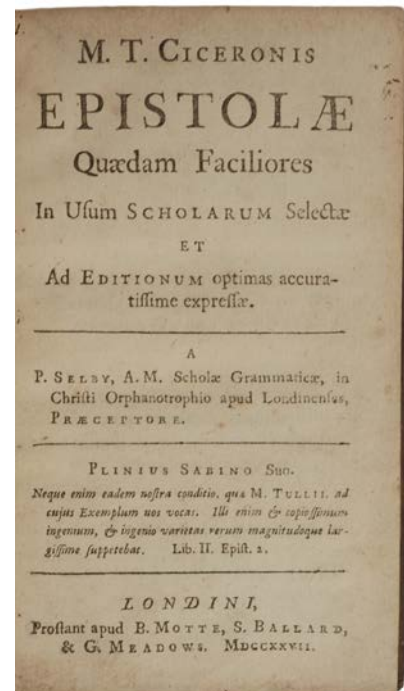 M. T. CICERONIS
EPISTOLÆ
Quædam Faciliores
In Uſum SCHOLARUM Selectæ
ET
Ad EDITIONUM optimas accura-
tiſſime expreſſæ.
A
P. SELBY, A. M. Scholæ Grammaticæ, in
Chriſti Orphanotrophio apud Londinenſes,
PRÆCEPTORE.
PLINIUS SABINO Suo.
Neque enim eadem noſtra conditio, quæ M. TULLII, ad
cujus Exemplum nos vocas. Illi enim & copioſiſſimum
ingenium, & ingenio varietas rerum magnitudoque lar-
giſſime ſuppetebat. Lib. II. Epiſt. 2.
LONDINI,
Proſtant apud B. MOTTE, S. BALLARD,
& G. MEADOWS. MDCCXXVII.